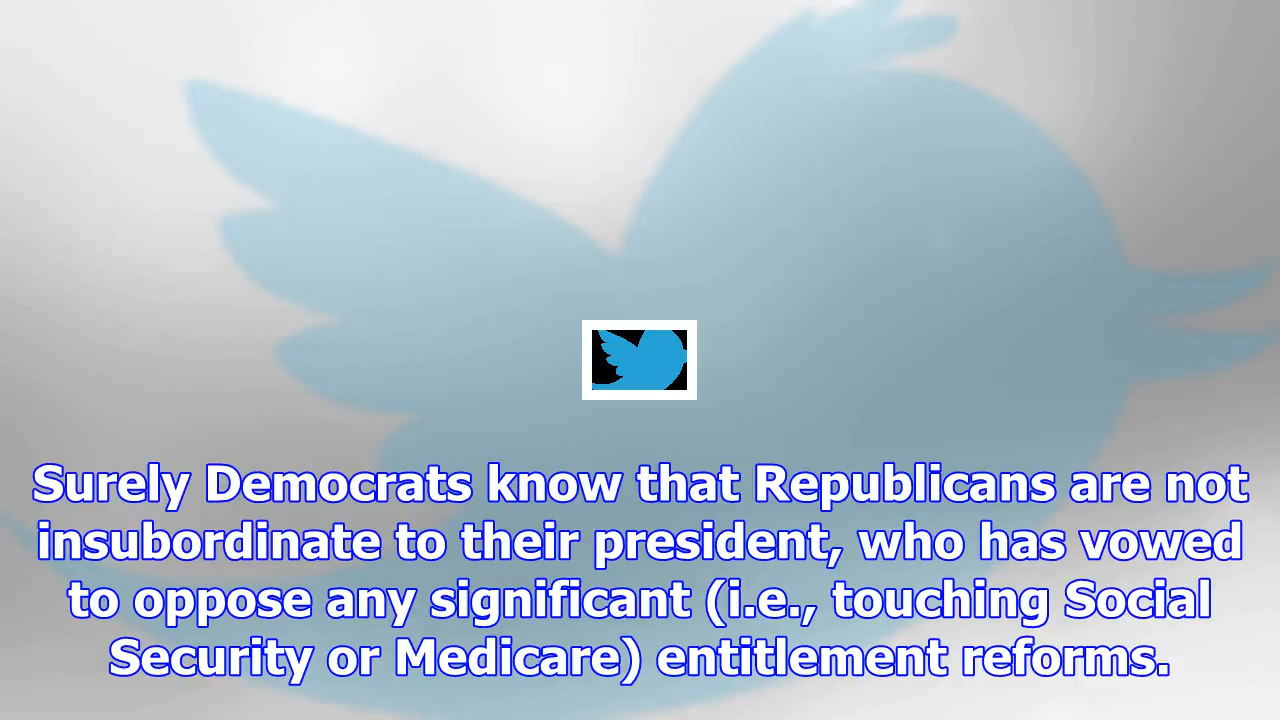 Surely Democrats know that Republicans are not
insubordinate to their president, who has vowed
to oppose any significant (i.e., touching Social
Security or Medicare) entitlement reforms.